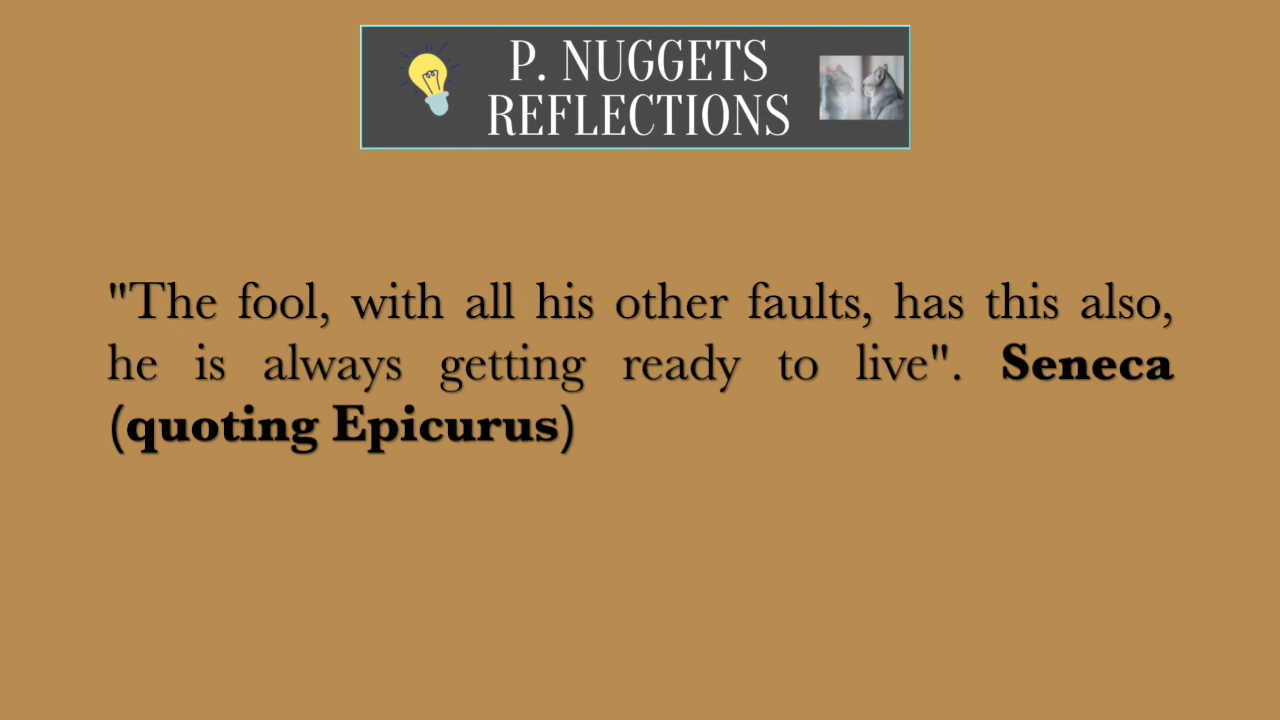 P. NUGGETS
REFLECTIONS
"The fool, with all his other faults, has this also,
he is always getting ready to live". Seneca
(quoting Epicurus)